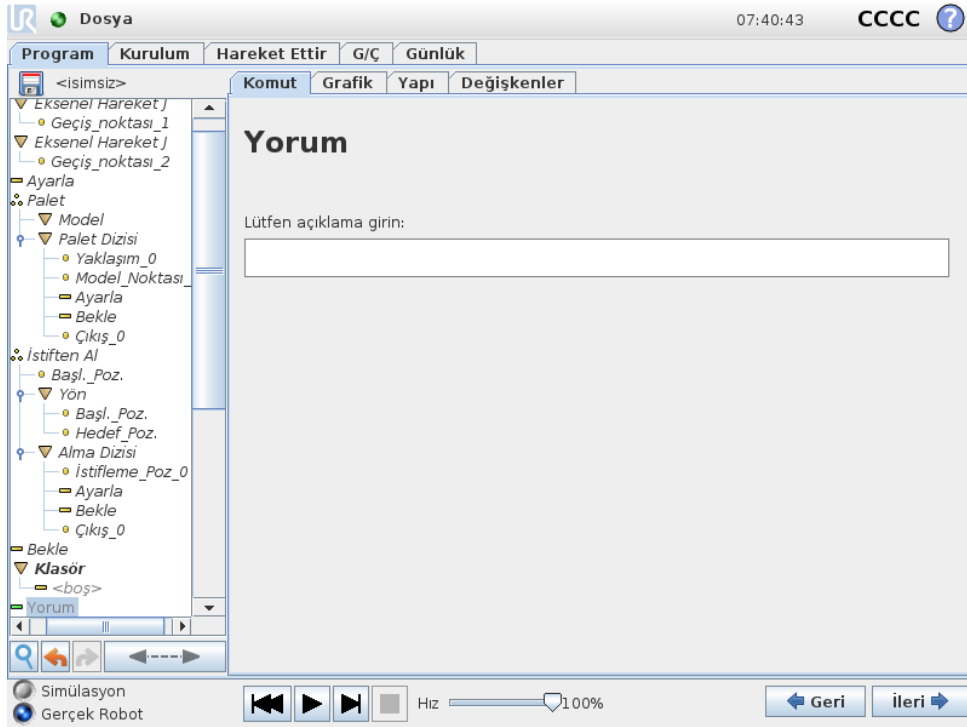 UR Dosya 07:40:43 CCCC ?
Program Kurulum Hareket Ettir G/Ç Günlük
<isimsiz> Komut Grafik Yapı Değişkenler
Eksenel Hareket J
Geçiş_noktası_1
Eksenel Hareket J
Geçiş_noktası_2
Ayarla
Palet
Model
Palet Dizisi
Yaklaşım_0
Model_Noktası_
Ayarla
Bekle
Çıkış_0
İstiften Al
Başl._Poz.
Yön
Başl._Poz.
Hedef_Poz.
Alma Dizisi
İstifleme_Poz_0
Ayarla
Bekle
Çıkış_0
Bekle
Klasör
<boş>
Yorum
Yorum
Lütfen açıklama girin:
Simülasyon
Gerçek Robot
Hız 100%
Geri İleri